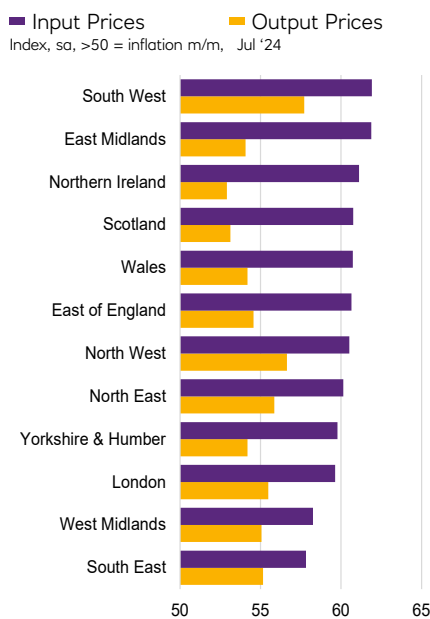 Input Prices Output Prices
Index, sa, >50 = inflation m/m, Jul ‘24
South West
East Midlands
Northern Ireland
Scotland
Wales
East of England
North West
North East
Yorkshire & Humber
London
West Midlands
South East
50 55 60 65